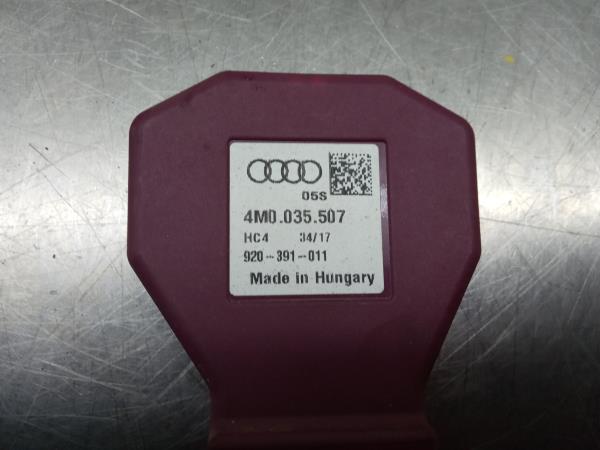 05S
4M0.035.507
HC4 34/17
920-391-011
Made in Hungary